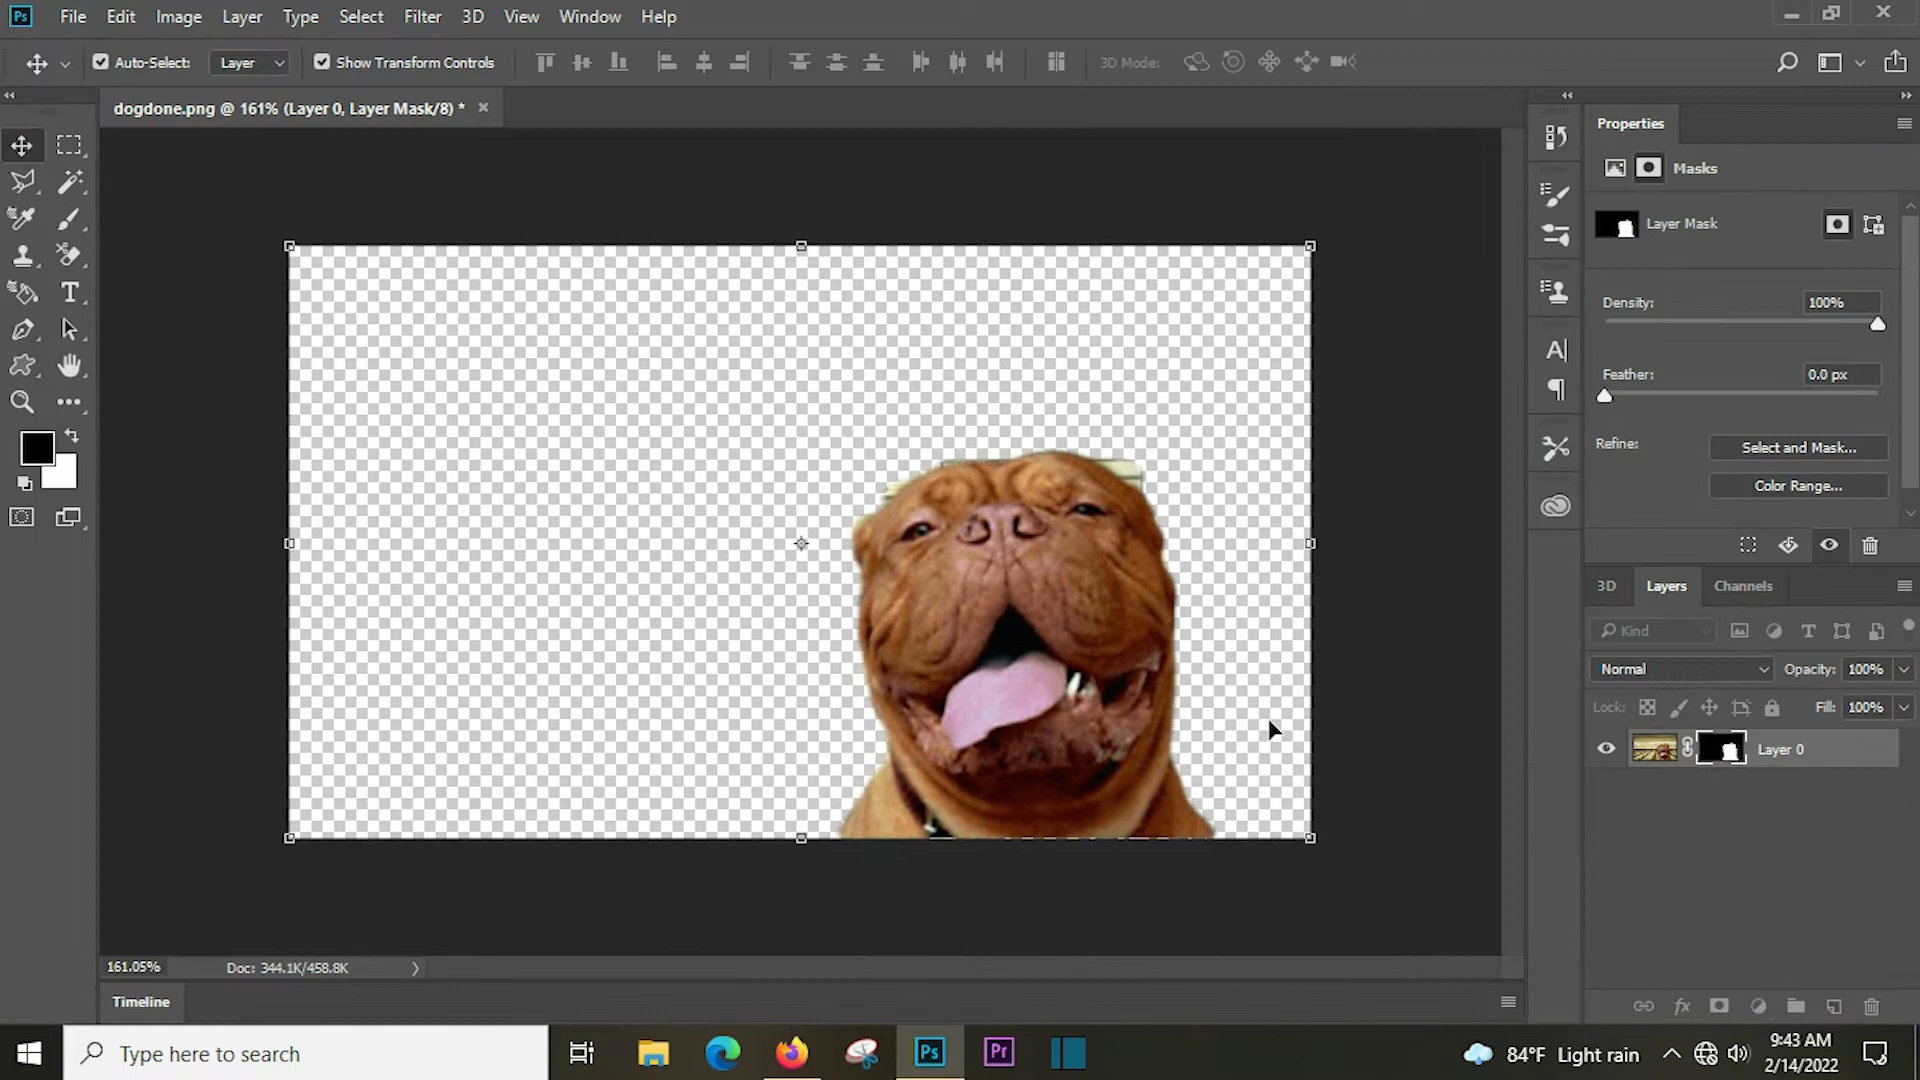 Ps File Edit Image Layer Type Select Filter 3D View Window Help
Auto-Select: Layer Show Transform Controls 3D Mode:
dogdone.png @ 161% (Layer 0, Layer Mask/8) *
Properties
Masks
Layer Mask
Density: 100%
Feather: 0.0 px
Refine: Select and Mask...
Color Range...
3D Layers Channels
Kind
Normal Opacity: 100%
Lock: Fill: 100%
Layer 0
161.05% Doc: 344.1K/458.8K
Timeline
fx
Type here to search Ps Pr 84°F Light rain 9:43 AM
2/14/2022